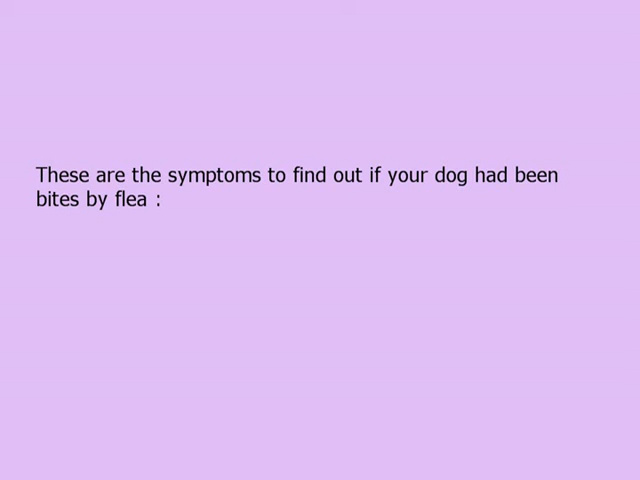 These are the symptoms to find out if your dog had been
bites by flea :